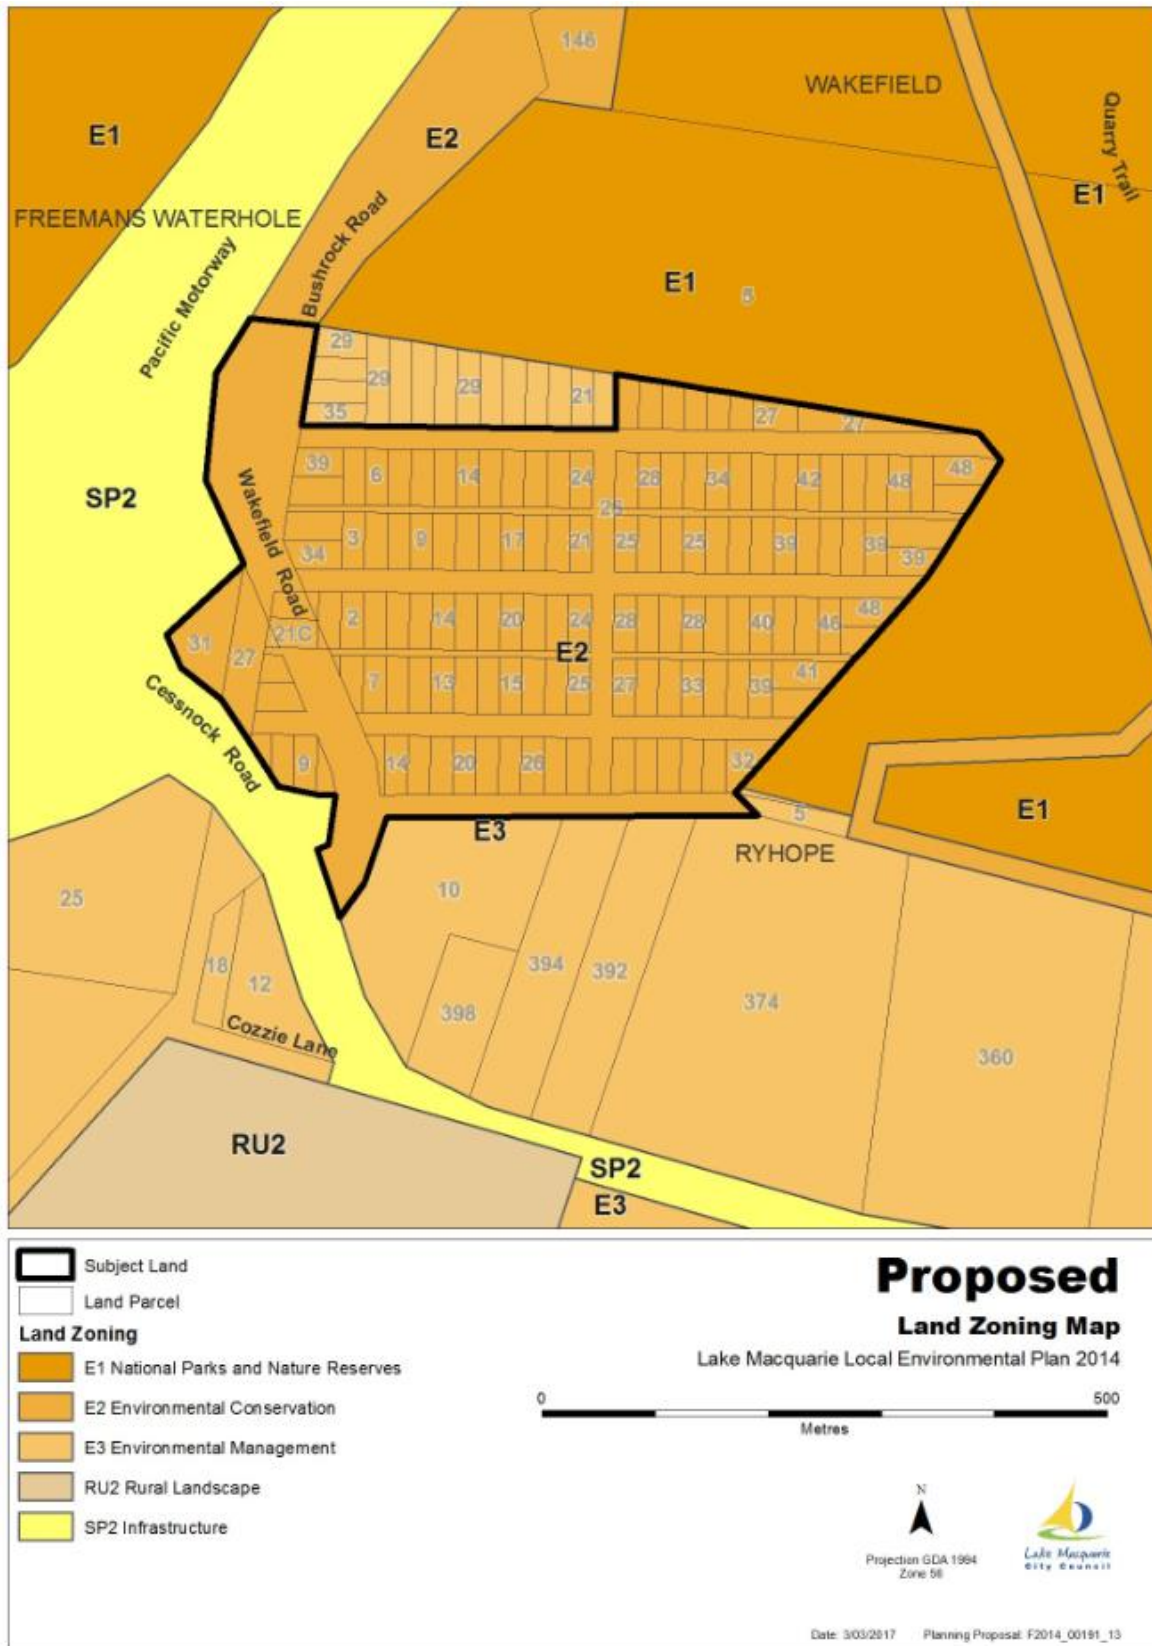 146
WAKEFIELD
Quarry Trail
E1
E2
E1
FREEMANS WATERHOLE
Bushrock Road
Pacific Motorway
E1
5
29
29
29
21
35
27
27
39
6
14
24
28
34
42
48
48
26
SP2
Wakefield Road
34
3
9
17
21
25
25
39
39
39
2
14
20
24
28
28
40
46
48
21C
31
27
E2
7
13
15
25
27
33
39
41
Cessnock Road
9
14
20
26
32
E3
5
E1
RYHOPE
25
10
18
12
394
392
398
374
360
Cozzie Lane
RU2
SP2
E3
Subject Land
Land Parcel
Land Zoning
E1 National Parks and Nature Reserves
E2 Environmental Conservation
E3 Environmental Management
RU2 Rural Landscape
SP2 Infrastructure
Proposed
Land Zoning Map
Lake Macquarie Local Environmental Plan 2014
0 500
Metres
N
Projection GDA 1994
Zone 56
Lake Macquarie
City Council
Date: 3/03/2017 Planning Proposal: F2014_00191_13